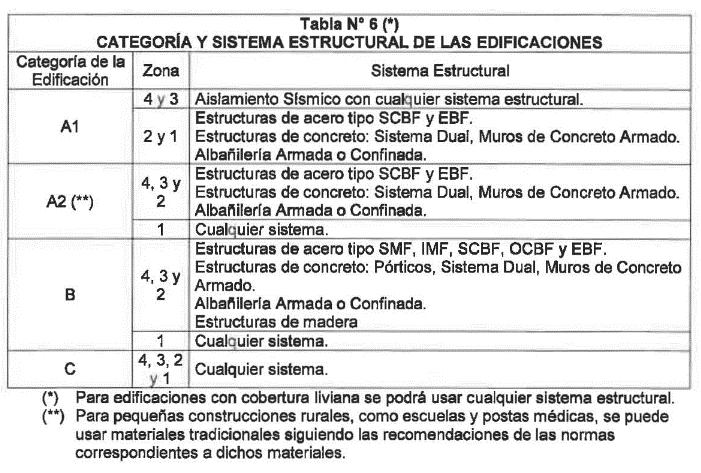 Tabla N° 6 (*)
CATEGORÍA Y SISTEMA ESTRUCTURAL DE LAS EDIFICACIONES
Categoría de la
Edificación
Zona
Sistema Estructural
A1
4 y 3
Aislamiento Sísmico con cualquier sistema estructural.
2 y 1
Estructuras de acero tipo SCBF y EBF.
Estructuras de concreto: Sistema Dual, Muros de Concreto Armado.
Albañilería Armada o Confinada.
A2 (**)
4, 3 y
2
Estructuras de acero tipo SCBF y EBF.
Estructuras de concreto: Sistema Dual, Muros de Concreto Armado.
Albañilería Armada o Confinada.
1
Cualquier sistema.
B
4, 3 y
2
Estructuras de acero tipo SMF, IMF, SCBF, OCBF y EBF.
Estructuras de concreto: Pórticos, Sistema Dual, Muros de Concreto
Armado.
Albañilería Armada o Confinada.
Estructuras de madera
1
Cualquier sistema.
C
4, 3, 2
y 1
Cualquier sistema.
(*) Para edificaciones con cobertura liviana se podrá usar cualquier sistema estructural.
(**) Para pequeñas construcciones rurales, como escuelas y postas médicas, se puede
usar materiales tradicionales siguiendo las recomendaciones de las normas
correspondientes a dichos materiales.